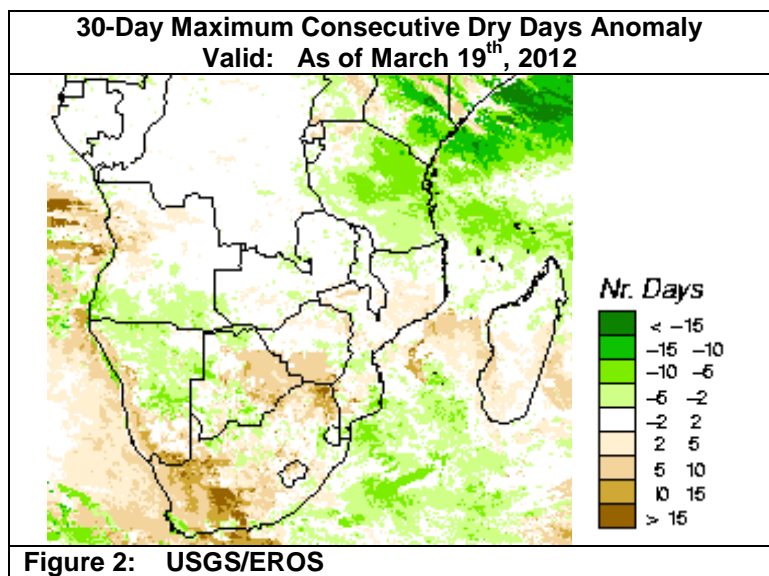 30-Day Maximum Consecutive Dry Days Anomaly
Valid: As of March 19th, 2012
Nr. Days
< -15
-15 -10
-10 -5
-5 -2
-2 2
2 5
5 10
10 15
> 15
Figure 2: USGS/EROS